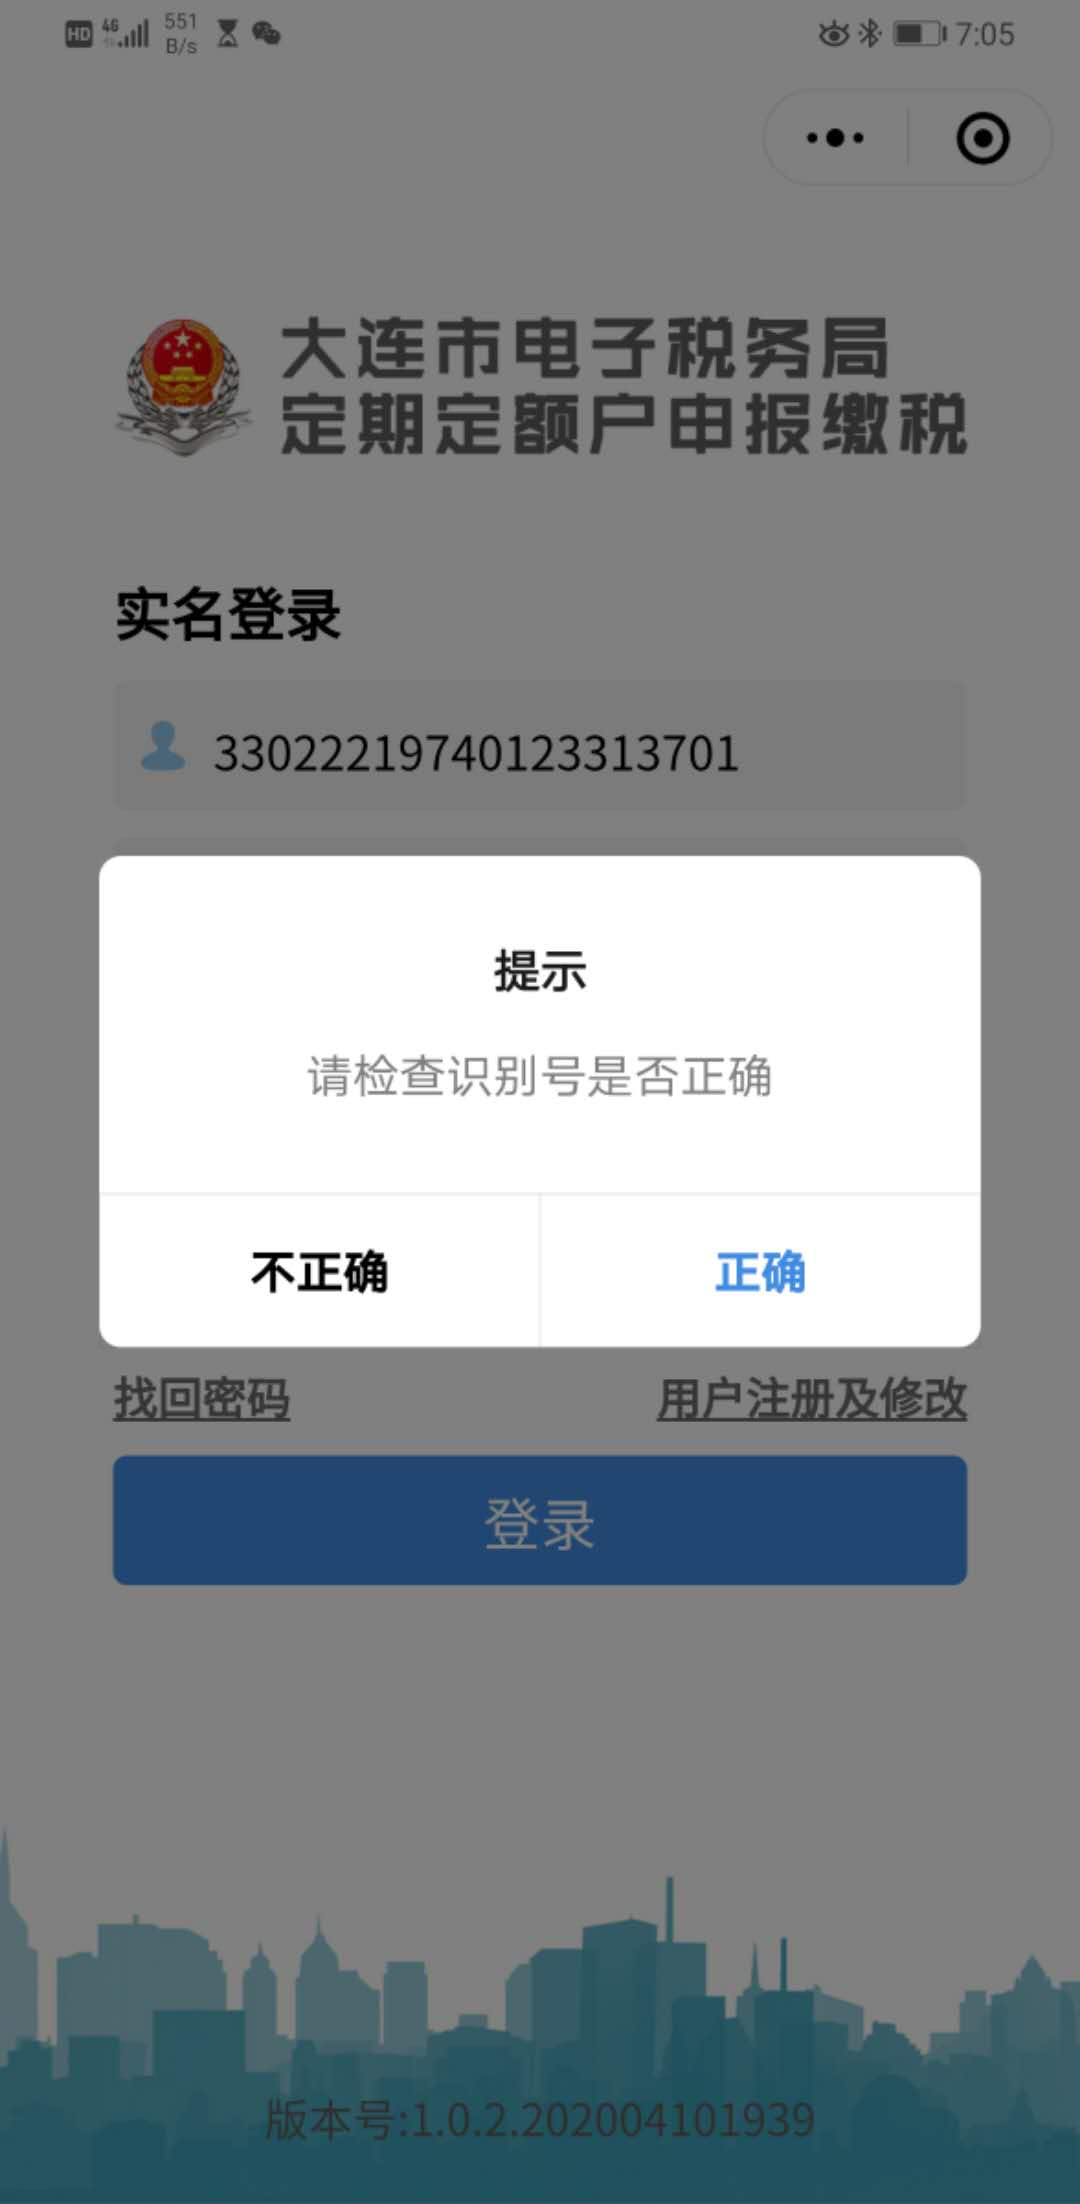 HD 4G 551 B/s 7:05
大连市电子税务局
定期定额户申报缴税
实名登录
33022219740123313701
提示
请检查识别号是否正确
不正确 正确
找回密码 用户注册及修改
登录
版本号:1.0.2.202004101939